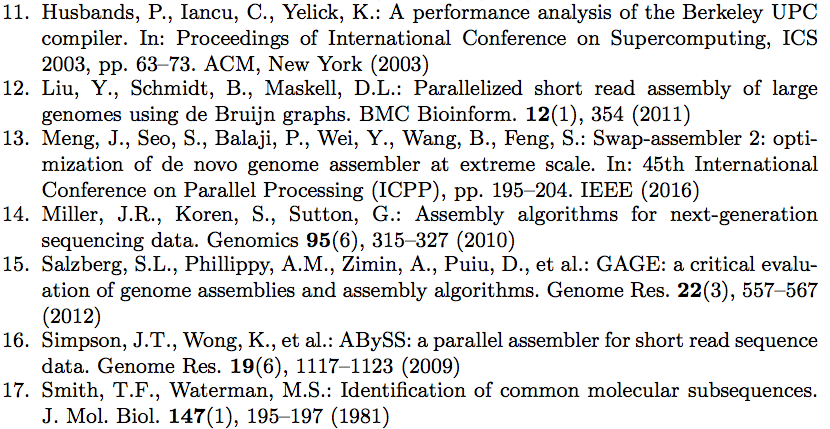 11. Husbands, P., Iancu, C., Yelick, K.: A performance analysis of the Berkeley UPC
compiler. In: Proceedings of International Conference on Supercomputing, ICS
2003, pp. 63–73. ACM, New York (2003)
12. Liu, Y., Schmidt, B., Maskell, D.L.: Parallelized short read assembly of large
genomes using de Bruijn graphs. BMC Bioinform. 12(1), 354 (2011)
13. Meng, J., Seo, S., Balaji, P., Wei, Y., Wang, B., Feng, S.: Swap-assembler 2: opti-
mization of de novo genome assembler at extreme scale. In: 45th International
Conference on Parallel Processing (ICPP), pp. 195–204. IEEE (2016)
14. Miller, J.R., Koren, S., Sutton, G.: Assembly algorithms for next-generation
sequencing data. Genomics 95(6), 315–327 (2010)
15. Salzberg, S.L., Phillippy, A.M., Zimin, A., Puiu, D., et al.: GAGE: a critical evalu-
ation of genome assemblies and assembly algorithms. Genome Res. 22(3), 557–567
(2012)
16. Simpson, J.T., Wong, K., et al.: ABySS: a parallel assembler for short read sequence
data. Genome Res. 19(6), 1117–1123 (2009)
17. Smith, T.F., Waterman, M.S.: Identification of common molecular subsequences.
J. Mol. Biol. 147(1), 195–197 (1981)